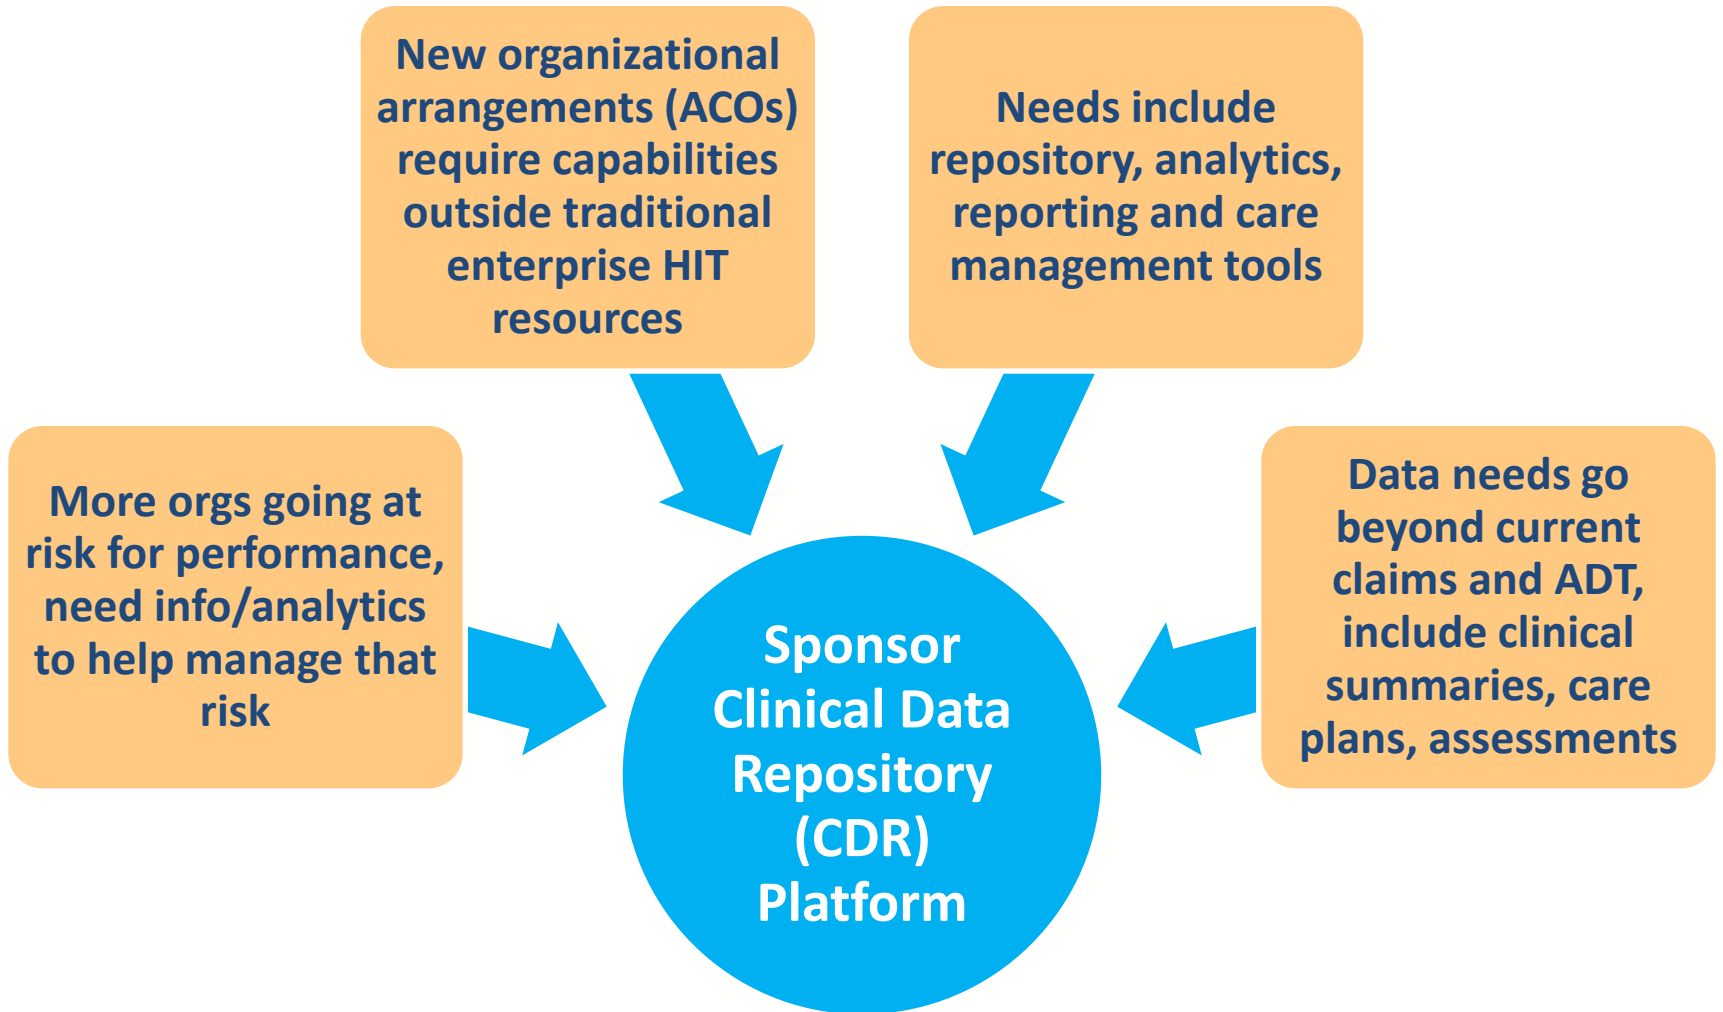 New organizational
arrangements (ACOs)
require capabilities
outside traditional
enterprise HIT
resources
Needs include
repository, analytics,
reporting and care
management tools
More orgs going at
risk for performance,
need info/analytics
to help manage that
risk
Data needs go
beyond current
claims and ADT,
include clinical
summaries, care
plans, assessments
Sponsor
Clinical Data
Repository
(CDR)
Platform